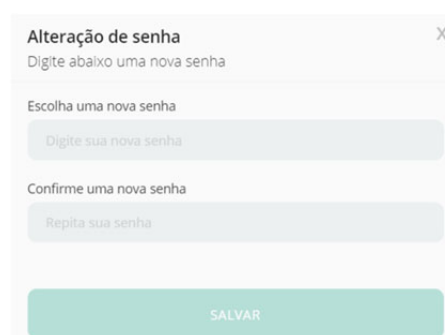 Alteração de senha
X
Digite abaixo uma nova senha
Escolha uma nova senha
Digite sua nova senha
Confirme uma nova senha
Repita sua senha
SALVAR